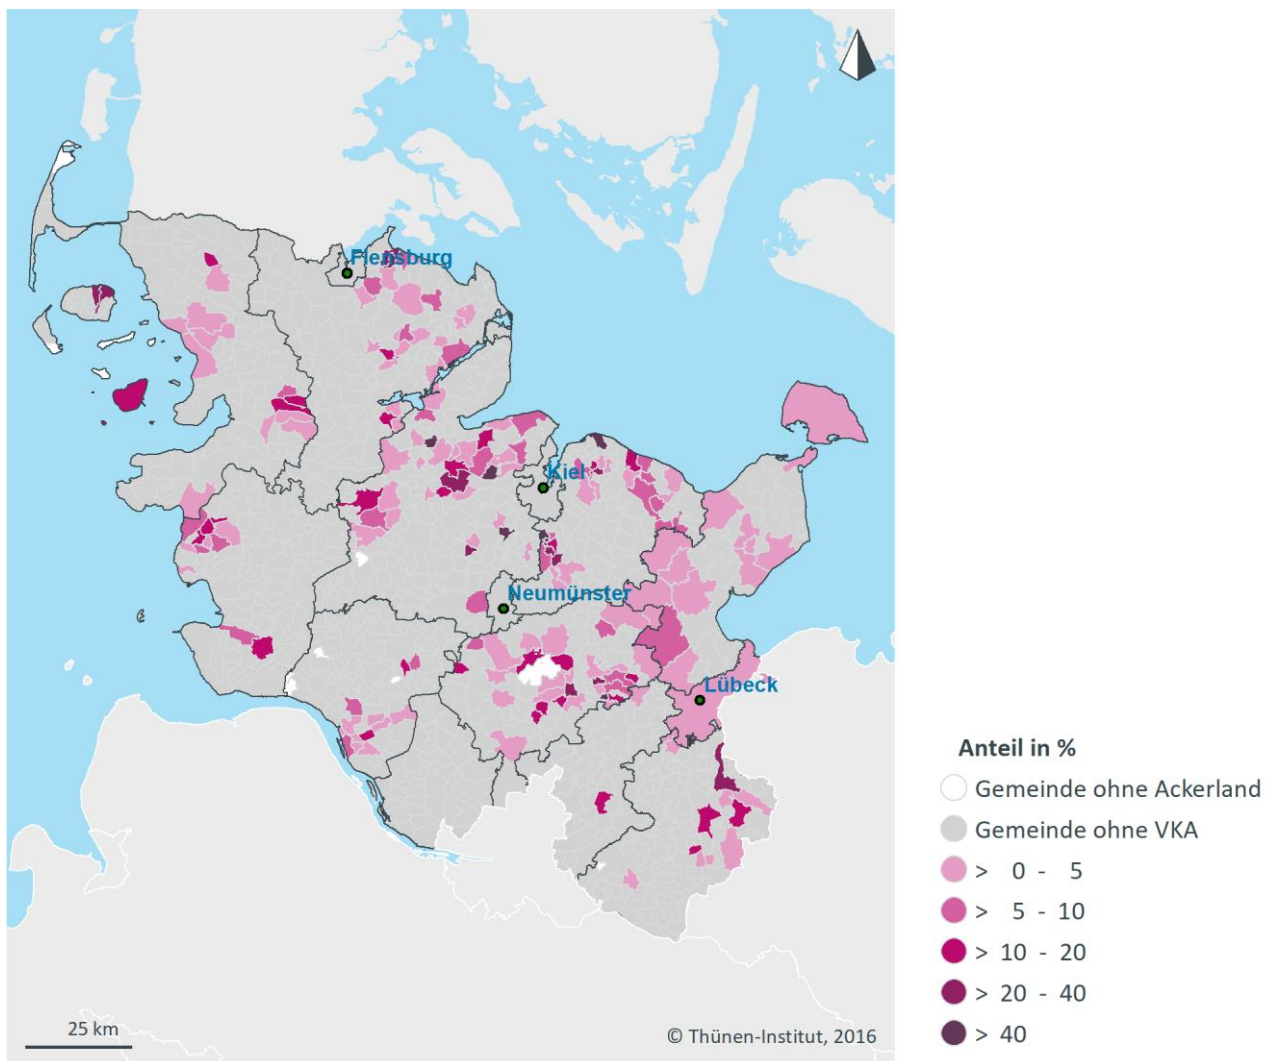 Flensburg
Kiel
Neumünster
Lübeck
Anteil in %
Gemeinde ohne Ackerland
Gemeinde ohne VKA
> 0 - 5
> 5 - 10
> 10 - 20
> 20 - 40
> 40
25 km
© Thünen-Institut, 2016